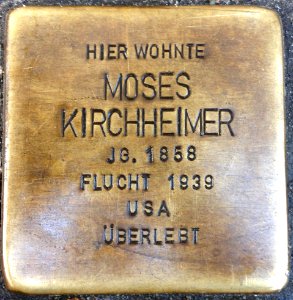 HIER WOHNTE
MOSES
KIRCHHEIMER
JG. 1858
FLUCHT 1939
USA
ÜBERLEBT